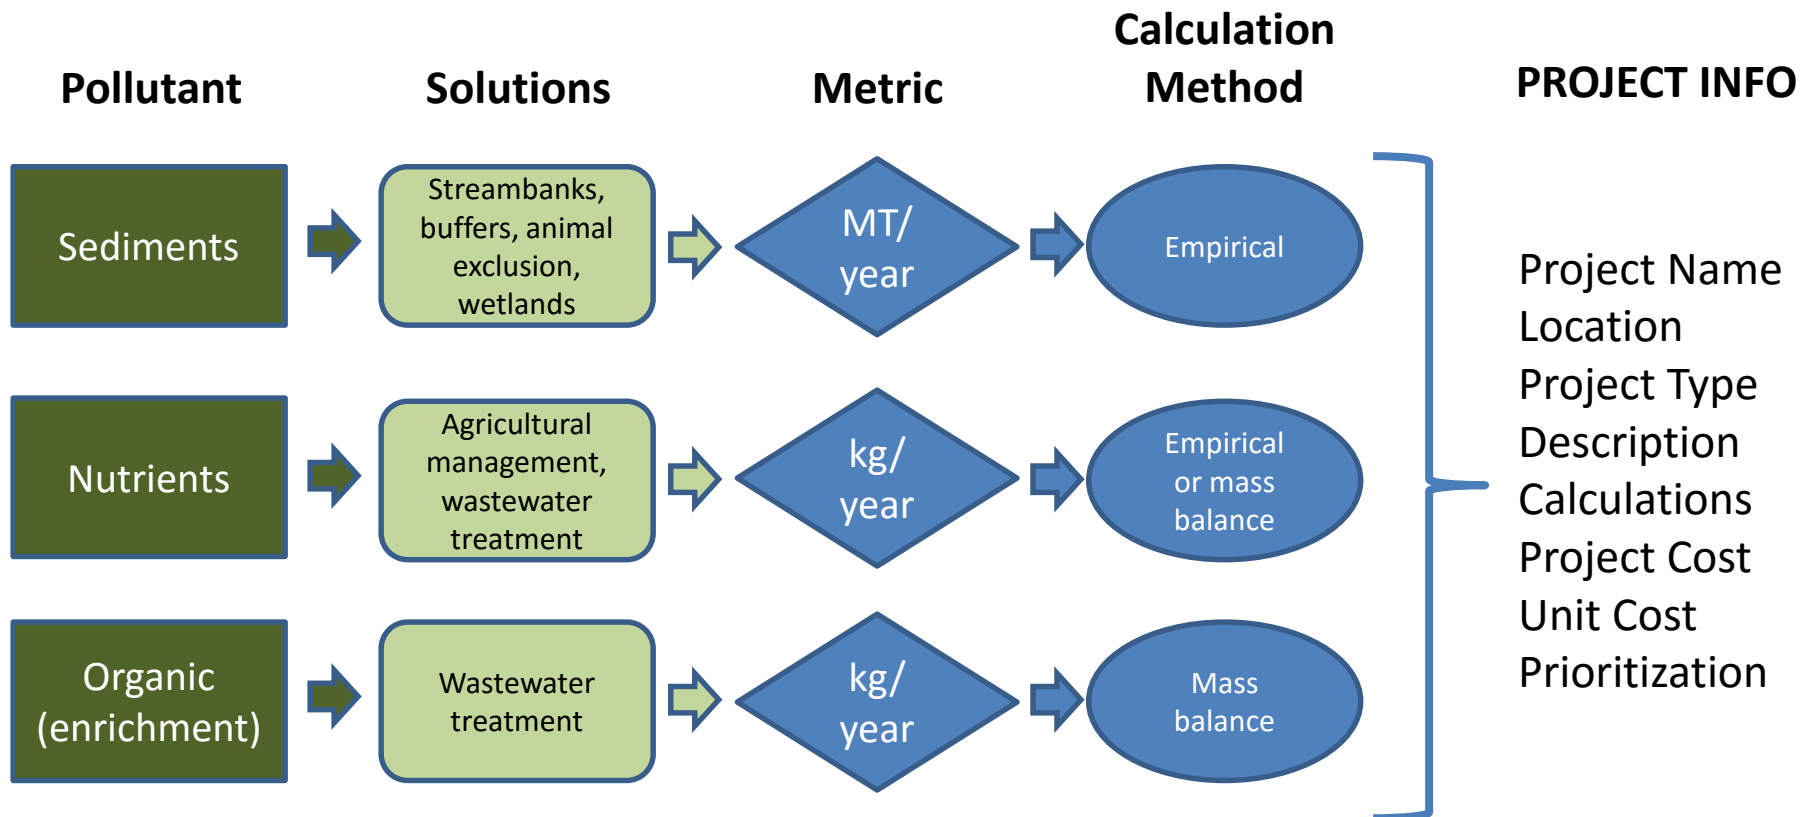 Pollutant
Solutions
Metric
Calculation
Method
PROJECT INFO
Sediments
Streambanks,
buffers, animal
exclusion,
wetlands
MT/
year
Empirical
Nutrients
Agricultural
management,
wastewater
treatment
kg/
year
Empirical
or mass
balance
Organic
(enrichment)
Wastewater
treatment
kg/
year
Mass
balance
Project Name
Location
Project Type
Description
Calculations
Project Cost
Unit Cost
Prioritization